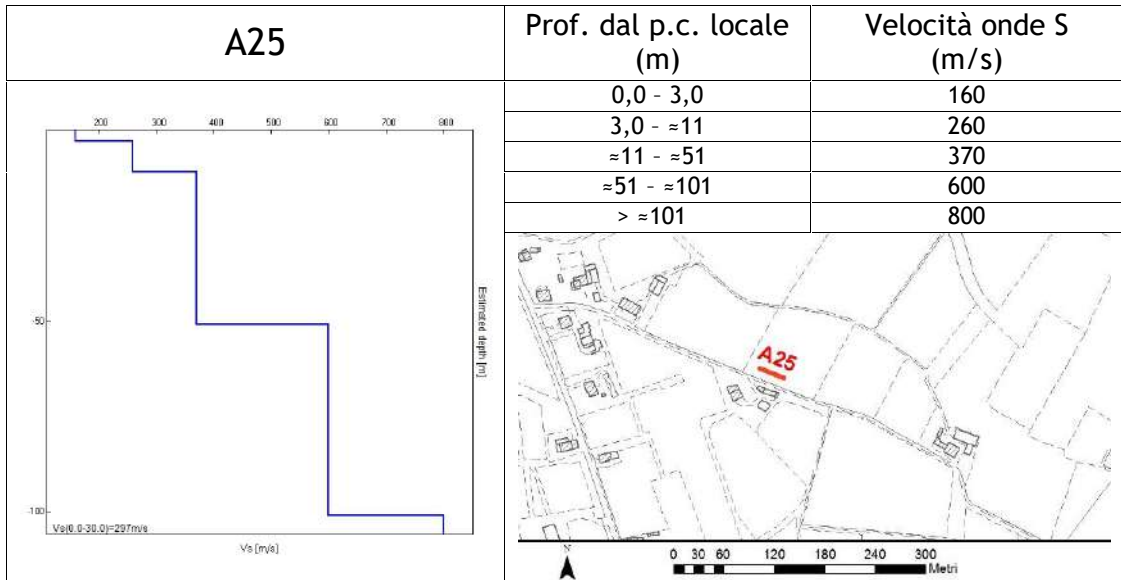 A25
Prof. dal p.c. locale
(m)
Velocità onde S
(m/s)
0,0 – 3,0 160
3,0 – ≈11 260
≈11 – ≈51 370
≈51 – ≈101 600
> ≈101 800
200 300 400 500 600 700 800
-50
-100
Estimated depth [m]
Vs(0.0-30.0)=297m/s
Vs [m/s]
A25
N
0 30 60 120 180 240 300
Metri